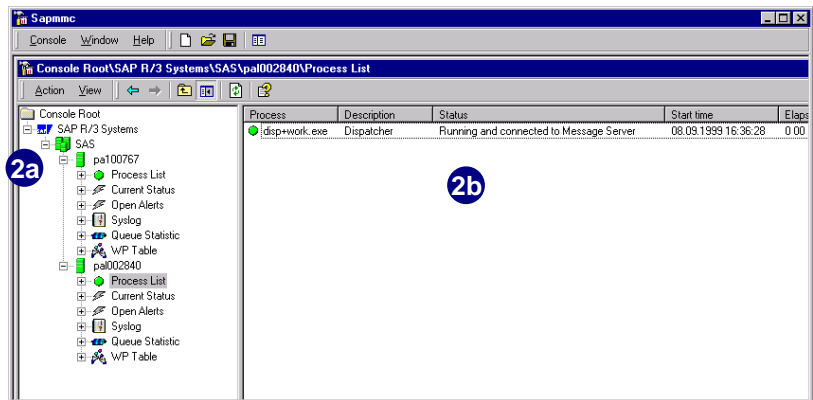 Sapmmc
Console Window Help
Console Root\SAP R/3 Systems\SAS\pal002840\Process List
Action View
Console Root
SAP R/3 Systems
SAS
pa100767
Process List
Current Status
Open Alerts
Syslog
Queue Statistic
WP Table
pal002840
Process List
Current Status
Open Alerts
Syslog
Queue Statistic
WP Table
2a
Process Description Status Start time Elaps
disp+work.exe Dispatcher Running and connected to Message Server 08.09.1999 16:36:28 0 00
2b